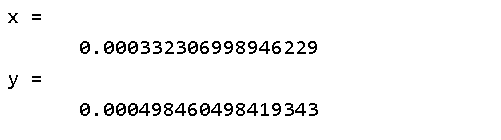 x =
0.000332306998946229
y =
0.000498460498419343